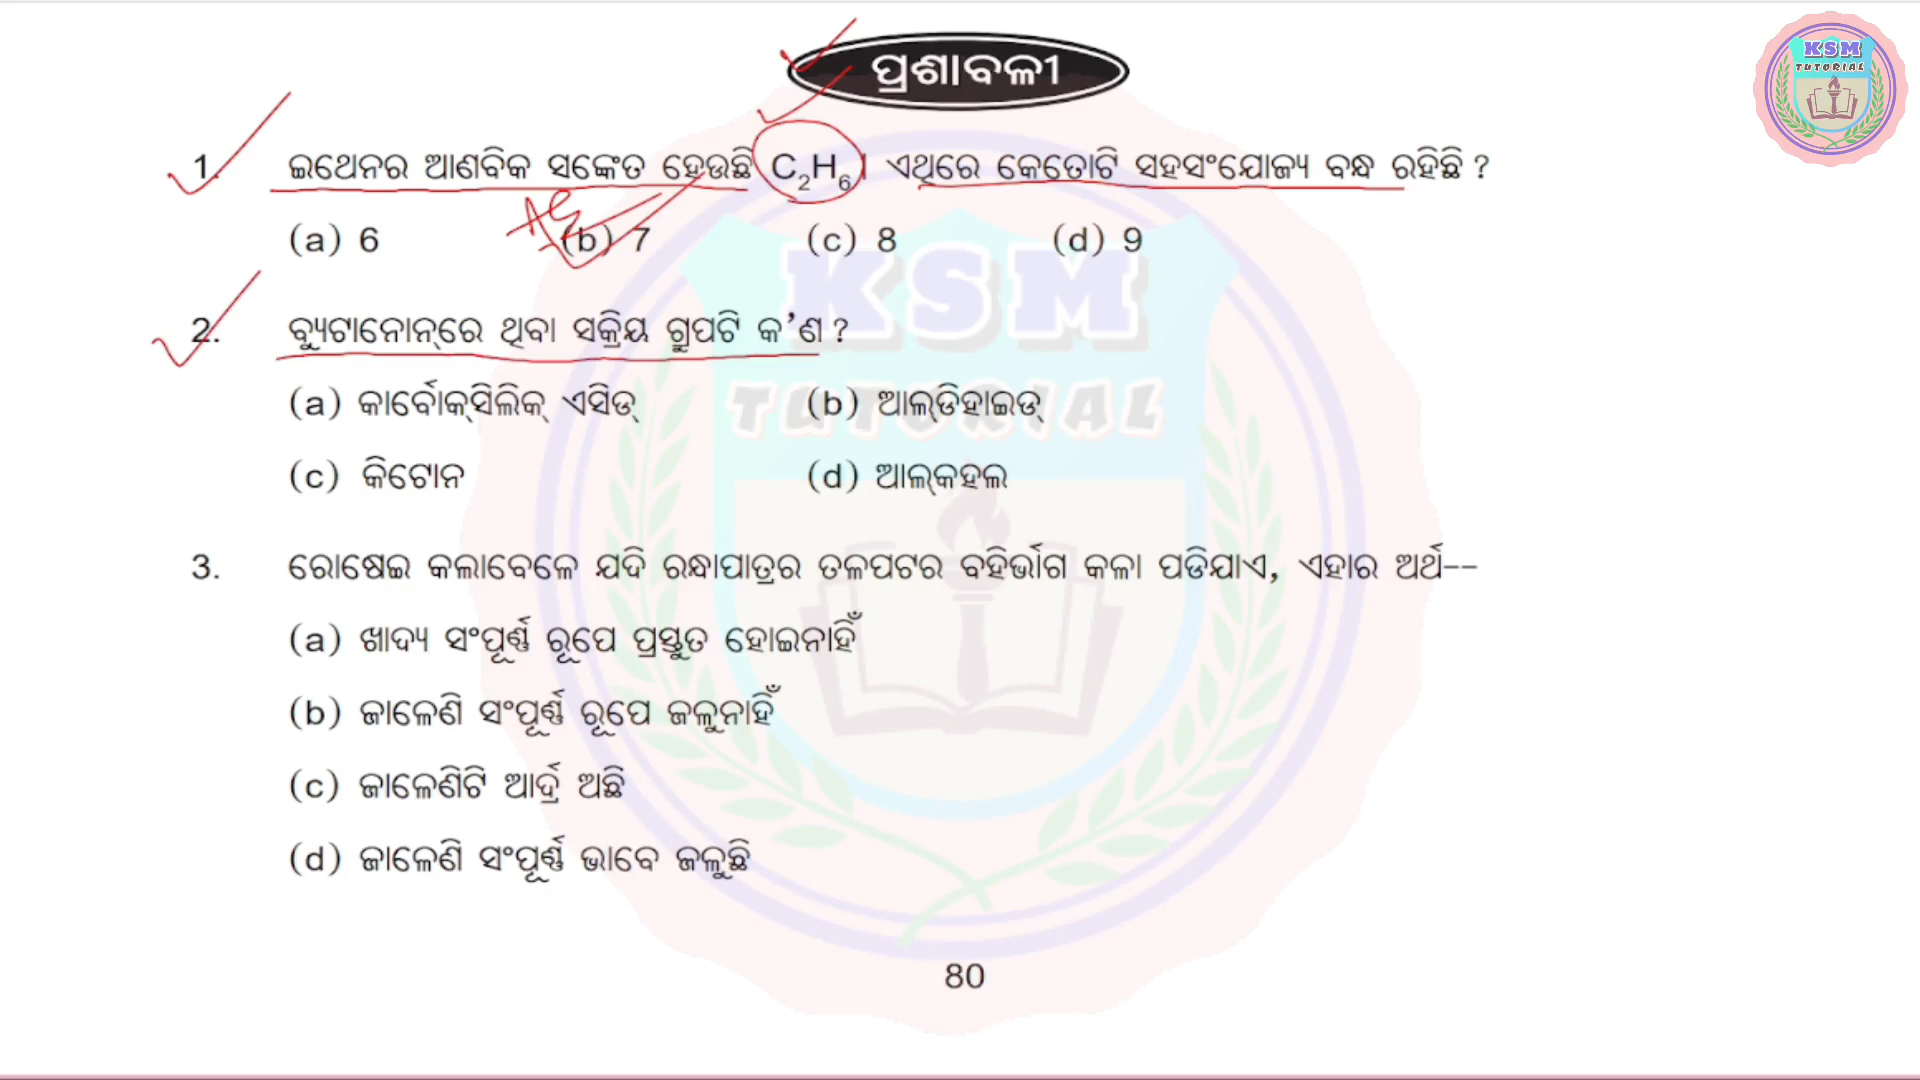 ପ୍ରଶ୍ନାବଳୀ
KSM
TUTORIAL
1. ଇଥେନର ଆଣବିକ ସଙ୍କେତ ହେଉଛି C₂H₆। ଏଥିରେ କେତୋଟି ସହସଂଯୋଜ୍ୟ ବନ୍ଧ ରହିଛି ?
(a) 6 (b) 7 (c) 8 (d) 9
2. ବ୍ୟୁଟାନୋନ୍‌ରେ ଥିବା ସକ୍ରିୟ ଗ୍ରୁପଟି କ’ଣ ?
KSM
(a) କାର୍ବୋକ୍‌ସିଲିକ୍ ଏସିଡ୍ (b) ଆଲ୍‌ଡିହାଇଡ୍
TUTORIAL
(c) କିଟୋନ (d) ଆଲ୍‌କହଲ
3. ରୋଷେଇ କଲାବେଳେ ଯଦି ରନ୍ଧାପାତ୍ରର ତଳପଟର ବହିର୍ଭାଗ କଳା ପଡିଯାଏ, ଏହାର ଅର୍ଥ--
(a) ଖାଦ୍ୟ ସଂପୂର୍ଣ୍ଣ ରୂପେ ପ୍ରସ୍ତୁତ ହୋଇନାହିଁ
(b) ଜାଳେଣି ସଂପୂର୍ଣ୍ଣ ରୂପେ ଜଳୁନାହିଁ
(c) ଜାଳେଣିଟି ଆର୍ଦ୍ର ଅଛି
(d) ଜାଳେଣି ସଂପୂର୍ଣ୍ଣ ଭାବେ ଜଳୁଛି
80